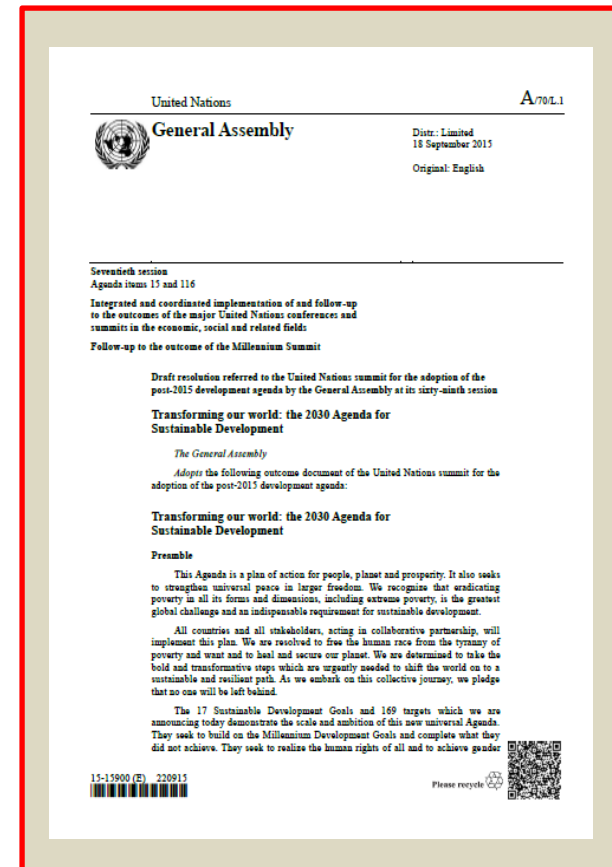 United Nations
A/70/L.1
General Assembly
Distr.: Limited
18 September 2015
Original: English
Seventieth session
Agenda items 15 and 116
Integrated and coordinated implementation of and follow-up
to the outcomes of the major United Nations conferences and
summits in the economic, social and related fields
Follow-up to the outcome of the Millennium Summit
Draft resolution referred to the United Nations summit for the adoption of the
post-2015 development agenda by the General Assembly at its sixty-ninth session
Transforming our world: the 2030 Agenda for
Sustainable Development
The General Assembly
Adopts the following outcome document of the United Nations summit for the
adoption of the post-2015 development agenda:
Transforming our world: the 2030 Agenda for
Sustainable Development
Preamble
This Agenda is a plan of action for people, planet and prosperity. It also seeks
to strengthen universal peace in larger freedom. We recognize that eradicating
poverty in all its forms and dimensions, including extreme poverty, is the greatest
global challenge and an indispensable requirement for sustainable development.
All countries and all stakeholders, acting in collaborative partnership, will
implement this plan. We are resolved to free the human race from the tyranny of
poverty and want and to heal and secure our planet. We are determined to take the
bold and transformative steps which are urgently needed to shift the world on to a
sustainable and resilient path. As we embark on this collective journey, we pledge
that no one will be left behind.
The 17 Sustainable Development Goals and 169 targets which we are
announcing today demonstrate the scale and ambition of this new universal Agenda.
They seek to build on the Millennium Development Goals and complete what they
did not achieve. They seek to realize the human rights of all and to achieve gender
15-15900 (E) 220915
Please recycle